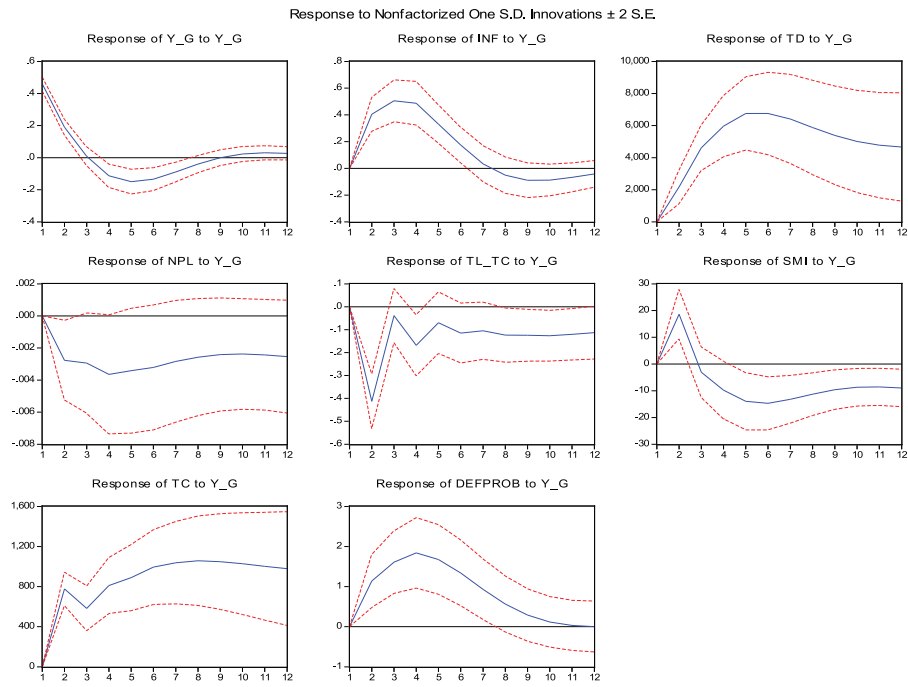 Response to Nonfactorized One S.D. Innovations ± 2 S.E.
Response of Y_G to Y_G
.6
.4
.2
.0
-.2
-.4
1 2 3 4 5 6 7 8 9 10 11 12
Response of INF to Y_G
.8
.6
.4
.2
.0
-.2
-.4
1 2 3 4 5 6 7 8 9 10 11 12
Response of TD to Y_G
10,000
8,000
6,000
4,000
2,000
0
1 2 3 4 5 6 7 8 9 10 11 12
Response of NPL to Y_G
.002
.000
-.002
-.004
-.006
-.008
1 2 3 4 5 6 7 8 9 10 11 12
Response of TL_TC to Y_G
.1
.0
-.1
-.2
-.3
-.4
-.5
-.6
1 2 3 4 5 6 7 8 9 10 11 12
Response of SMI to Y_G
30
20
10
0
-10
-20
-30
1 2 3 4 5 6 7 8 9 10 11 12
Response of TC to Y_G
1,600
1,200
800
400
0
1 2 3 4 5 6 7 8 9 10 11 12
Response of DEFPROB to Y_G
3
2
1
0
-1
1 2 3 4 5 6 7 8 9 10 11 12